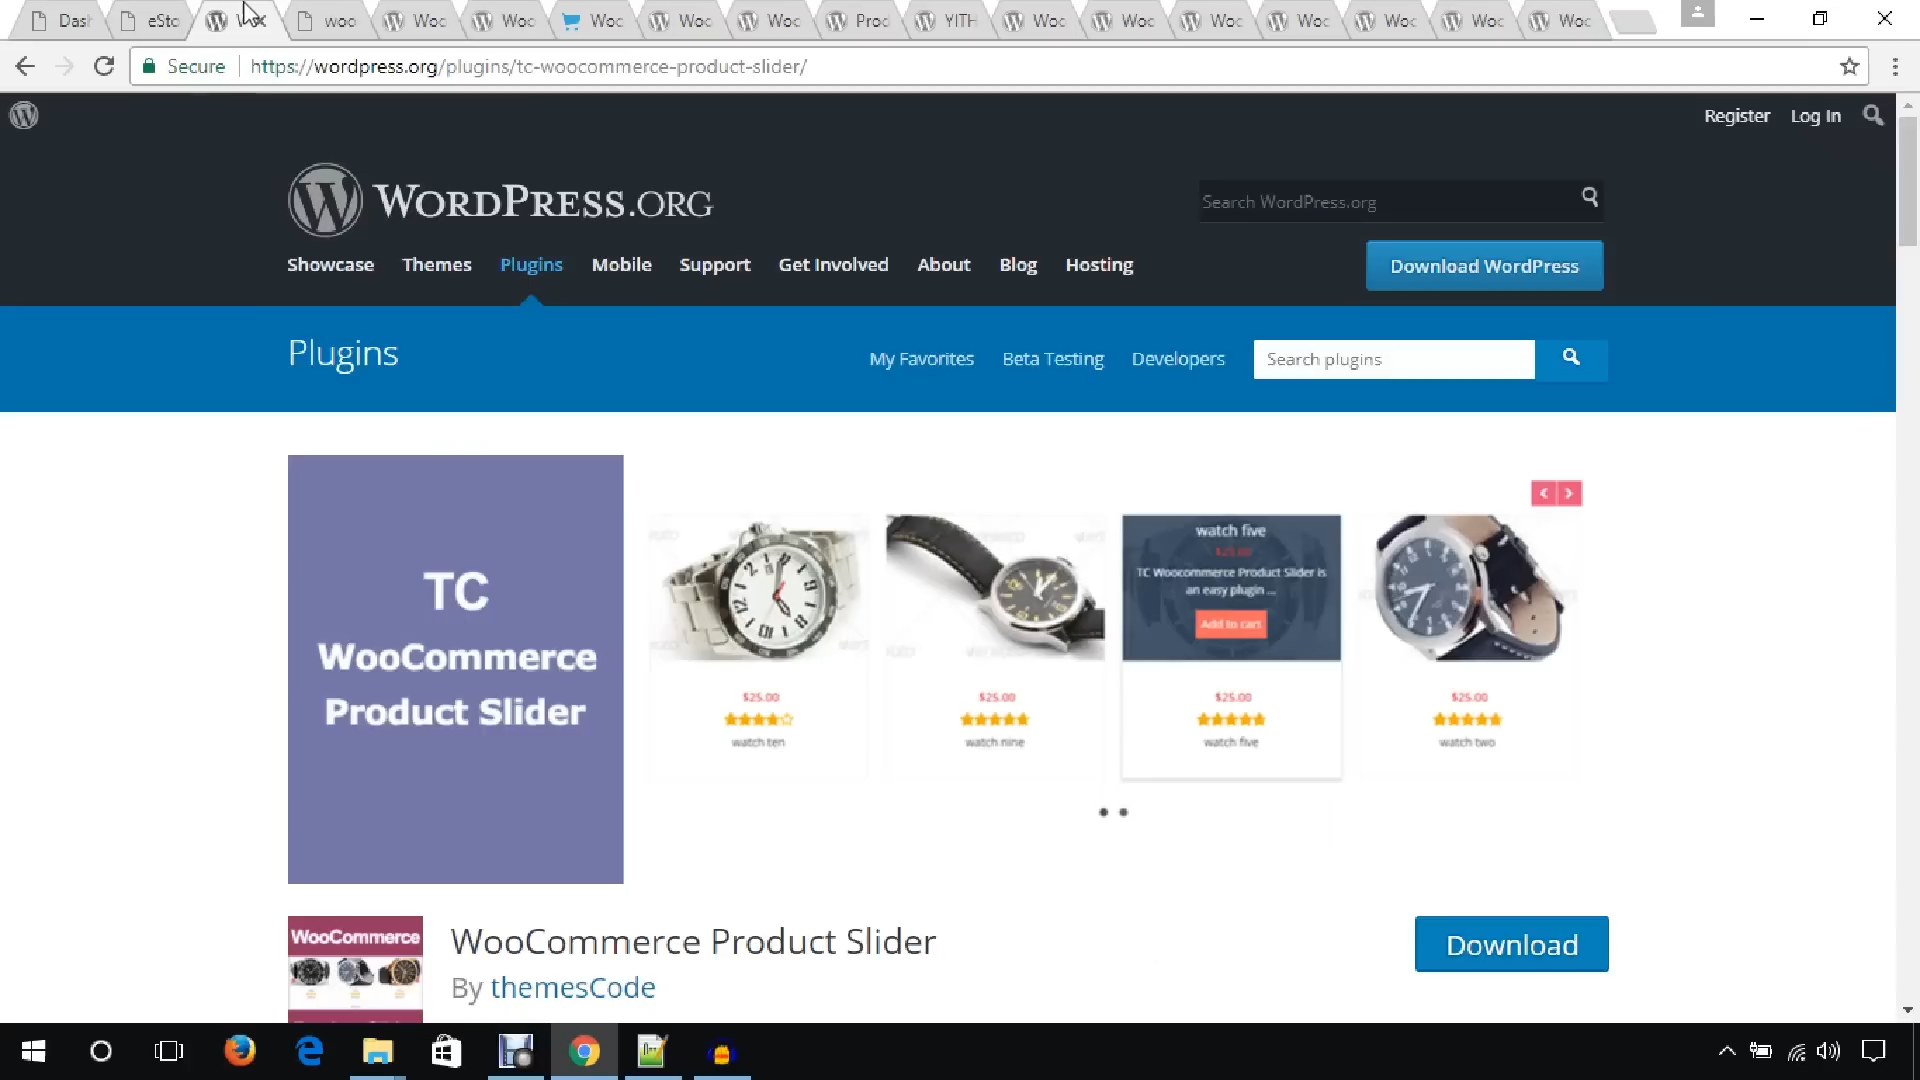 Dash
eSto
woo
Woo
Woo
Woo
Woo
Woo
Prod
YITH
Woo
Woo
Woo
Woo
Woo
Woo
Woo
Secure
https://wordpress.org/plugins/tc-woocommerce-product-slider/
Register Log In
WORDPRESS.ORG
Search WordPress.org
Showcase Themes Plugins Mobile Support Get Involved About Blog Hosting
Download WordPress
Plugins
My Favorites Beta Testing Developers
Search plugins
TC
WooCommerce
Product Slider
watch five
$25.00
TC Woocommerce Product Slider is
an easy plugin ...
Add to cart
$25.00 $25.00 $25.00 $25.00
watch ten watch nine watch five watch two
WooCommerce
WooCommerce Product Slider
By themesCode
Download